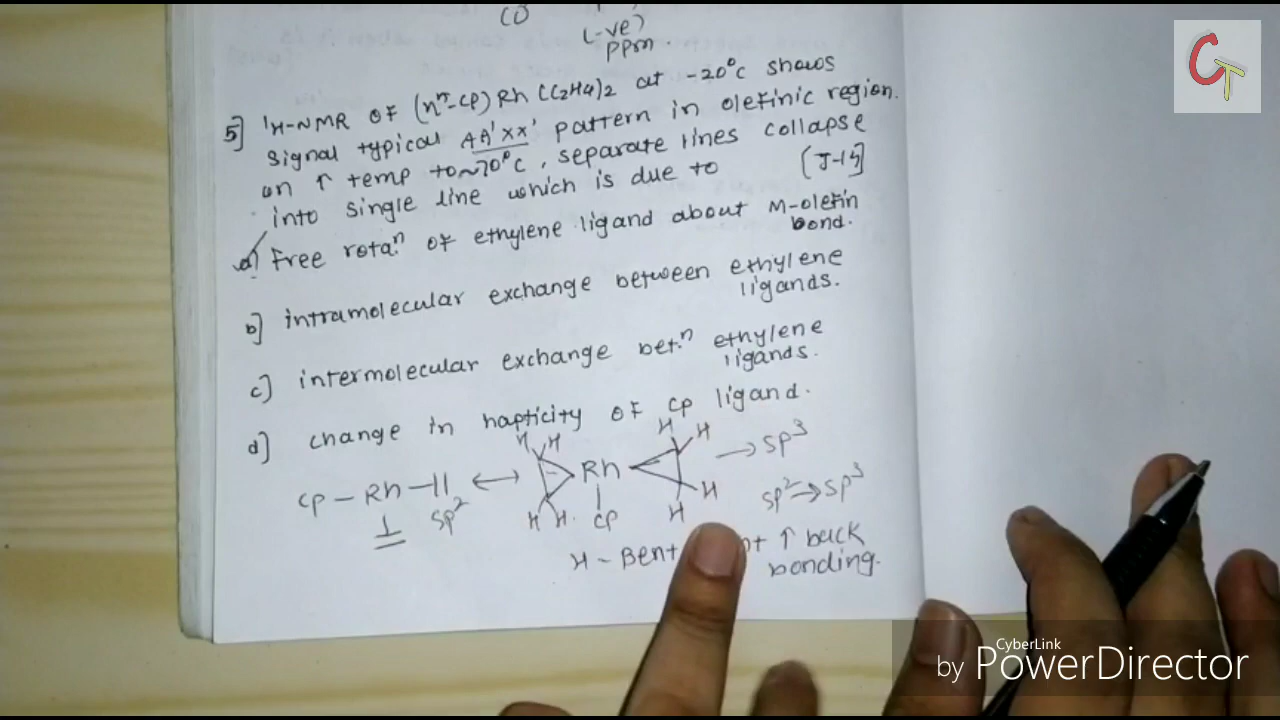 (-ve)
ppm.
5] ¹H-NMR OF (ηⁿ-CP) Rh (C2H4)2 at -20°C shows
signal typical AA'XX' pattern in olefinic region.
on ↑ temp to ~70°C, separate lines collapse
into single line which is due to [J-14]
a] Free rotaⁿ. of ethylene ligand about M-olefin
bond.
b] intramolecular exchange between ethylene
ligands.
c] intermolecular exchange bet.ⁿ ethylene
ligands.
d] change in hapticity of CP ligand.
H H H H → SP³
CP - Rh - || ↔ Rh
SP² H H. CP H H SP² → SP³
H - Bent ↑ back
bonding.
CT
CyberLink
by PowerDirector